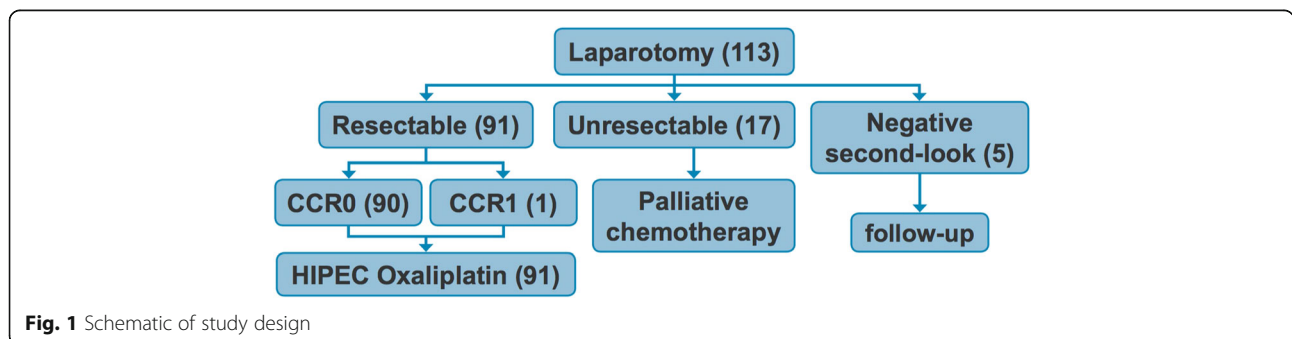 Laparotomy (113)
Resectable (91)
Unresectable (17)
Negative
second-look (5)
CCR0 (90)
CCR1 (1)
Palliative
chemotherapy
follow-up
HIPEC Oxaliplatin (91)
Fig. 1 Schematic of study design